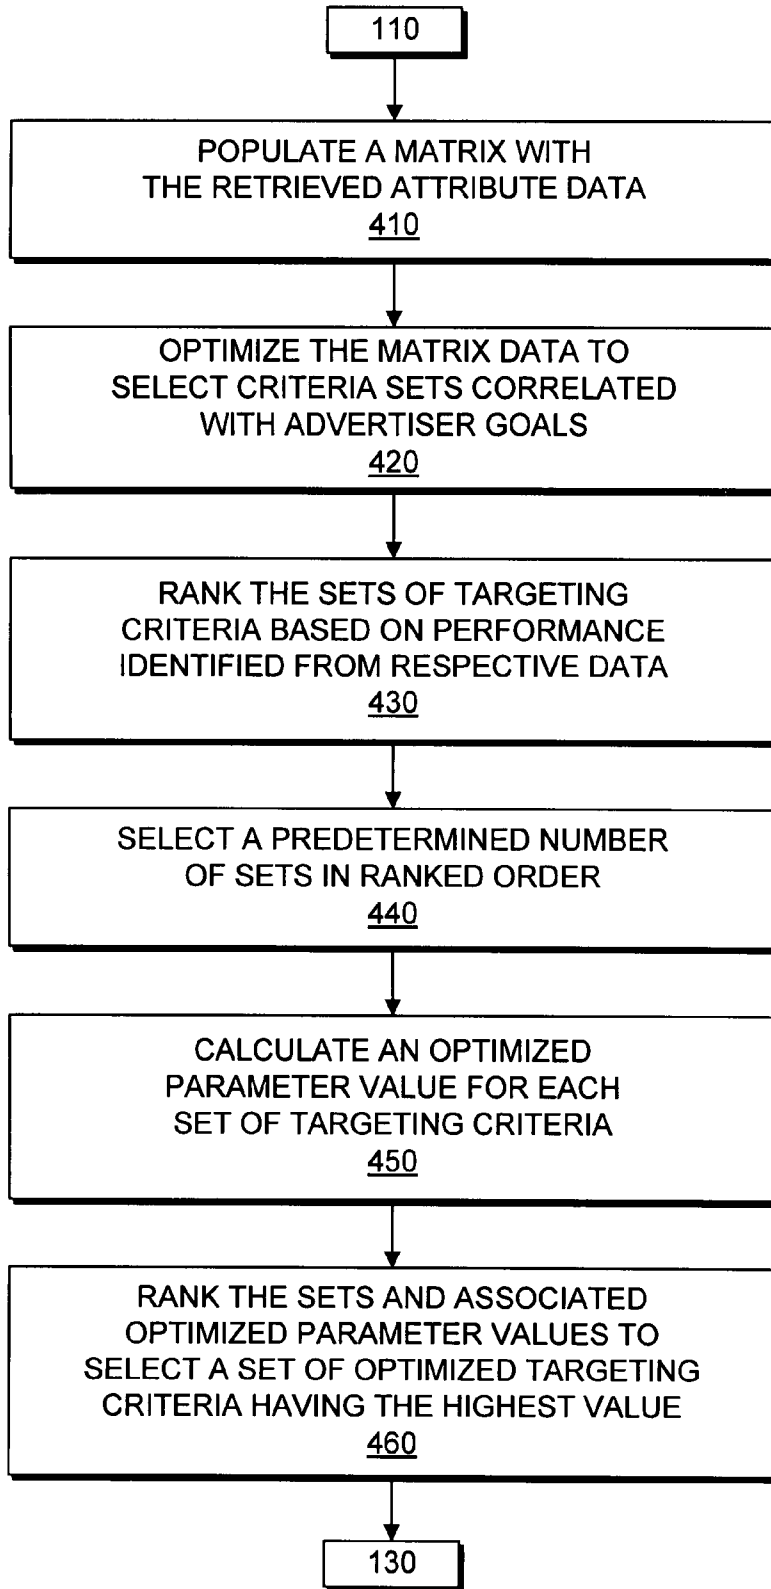 110
POPULATE A MATRIX WITH
THE RETRIEVED ATTRIBUTE DATA
410
OPTIMIZE THE MATRIX DATA TO
SELECT CRITERIA SETS CORRELATED
WITH ADVERTISER GOALS
420
RANK THE SETS OF TARGETING
CRITERIA BASED ON PERFORMANCE
IDENTIFIED FROM RESPECTIVE DATA
430
SELECT A PREDETERMINED NUMBER
OF SETS IN RANKED ORDER
440
CALCULATE AN OPTIMIZED
PARAMETER VALUE FOR EACH
SET OF TARGETING CRITERIA
450
RANK THE SETS AND ASSOCIATED
OPTIMIZED PARAMETER VALUES TO
SELECT A SET OF OPTIMIZED TARGETING
CRITERIA HAVING THE HIGHEST VALUE
460
130